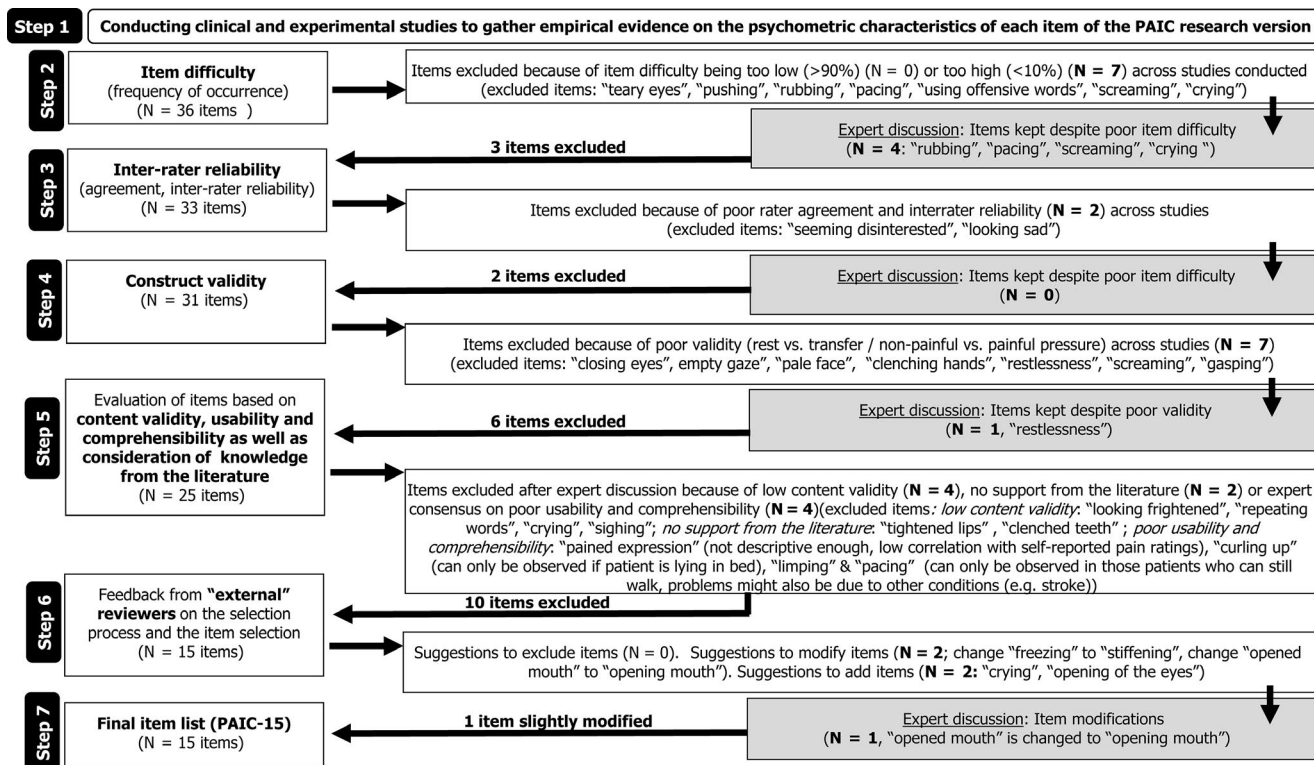 Step 1
Conducting clinical and experimental studies to gather empirical evidence on the psychometric characteristics of each item of the PAIC research version
Step 2
Item difficulty
(frequency of occurrence)
(N = 36 items )
Items excluded because of item difficulty being too low (>90%) (N = 0) or too high (<10%) (N = 7) across studies conducted
(excluded items: “teary eyes”, “pushing”, “rubbing”, “pacing”, “using offensive words”, “screaming”, “crying”)
Expert discussion: Items kept despite poor item difficulty
(N = 4: “rubbing”, “pacing”, “screaming”, “crying “)
3 items excluded
Step 3
Inter-rater reliability
(agreement, inter-rater reliability)
(N = 33 items)
Items excluded because of poor rater agreement and interrater reliability (N = 2) across studies
(excluded items: “seeming disinterested”, “looking sad”)
Expert discussion: Items kept despite poor item difficulty
(N = 0)
2 items excluded
Step 4
Construct validity
(N = 31 items)
Items excluded because of poor validity (rest vs. transfer / non-painful vs. painful pressure) across studies (N = 7)
(excluded items: “closing eyes”, empty gaze”, “pale face”, “clenching hands”, “restlessness”, “screaming”, “gasping”)
Expert discussion: Items kept despite poor validity
(N = 1, “restlessness”)
6 items excluded
Step 5
Evaluation of items based on
content validity, usability and
comprehensibility as well as
consideration of knowledge
from the literature
(N = 25 items)
Items excluded after expert discussion because of low content validity (N = 4), no support from the literature (N = 2) or expert
consensus on poor usability and comprehensibility (N = 4)(excluded items: low content validity: “looking frightened”, “repeating
words”, “crying”, “sighing”; no support from the literature: “tightened lips” , “clenched teeth” ; poor usability and
comprehensibility: “pained expression” (not descriptive enough, low correlation with self-reported pain ratings), “curling up”
(can only be observed if patient is lying in bed), “limping” & “pacing” (can only be observed in those patients who can still
walk, problems might also be due to other conditions (e.g. stroke))
10 items excluded
Step 6
Feedback from “external”
reviewers on the selection
process and the item selection
(N = 15 items)
Suggestions to exclude items (N = 0). Suggestions to modify items (N = 2; change “freezing” to “stiffening”, change “opened
mouth” to “opening mouth”). Suggestions to add items (N = 2: “crying”, “opening of the eyes”)
Expert discussion: Item modifications
(N = 1, “opened mouth” is changed to “opening mouth”)
1 item slightly modified
Step 7
Final item list (PAIC-15)
(N = 15 items)